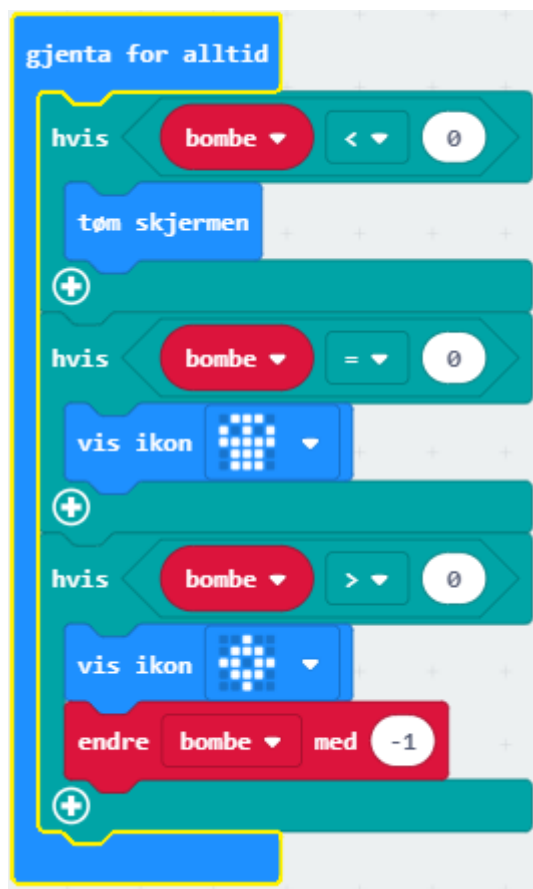 gjenta for alltid
hvis bombe < 0
tøm skjermen
hvis bombe = 0
vis ikon
hvis bombe > 0
vis ikon
endre bombe med -1